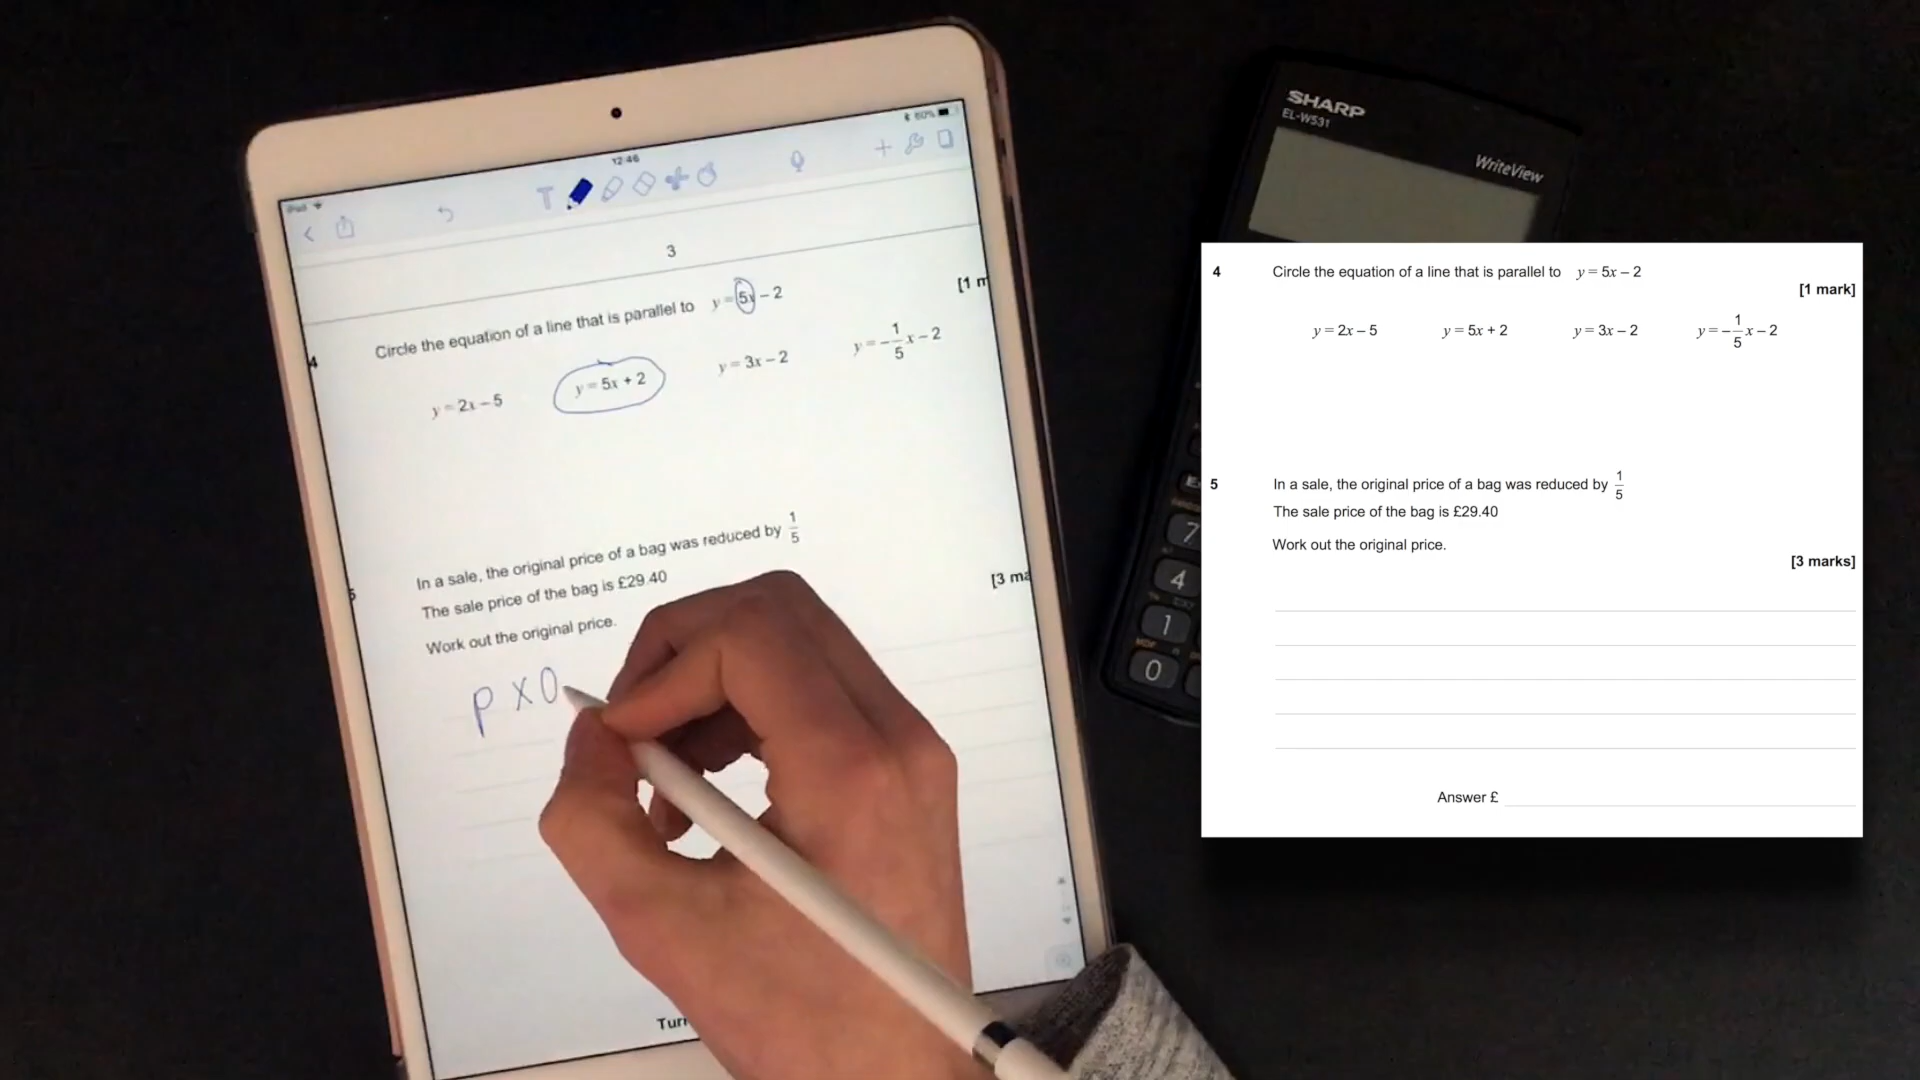 iPad
12:46
60%
3
4
Circle the equation of a line that is parallel to y = 5x – 2
[1 m
y = 2x – 5
y = 5x + 2
y = 3x – 2
y = –1/5x – 2
5
In a sale, the original price of a bag was reduced by 1/5
The sale price of the bag is £29.40
Work out the original price.
[3 ma
p x 0
Turn
SHARP
EL-W531
WriteView
7
4
1
0
4 Circle the equation of a line that is parallel to y = 5x – 2
[1 mark]
y = 2x – 5 y = 5x + 2 y = 3x – 2 y = –1/5x – 2
5 In a sale, the original price of a bag was reduced by 1/5
The sale price of the bag is £29.40
Work out the original price.
[3 marks]
Answer £